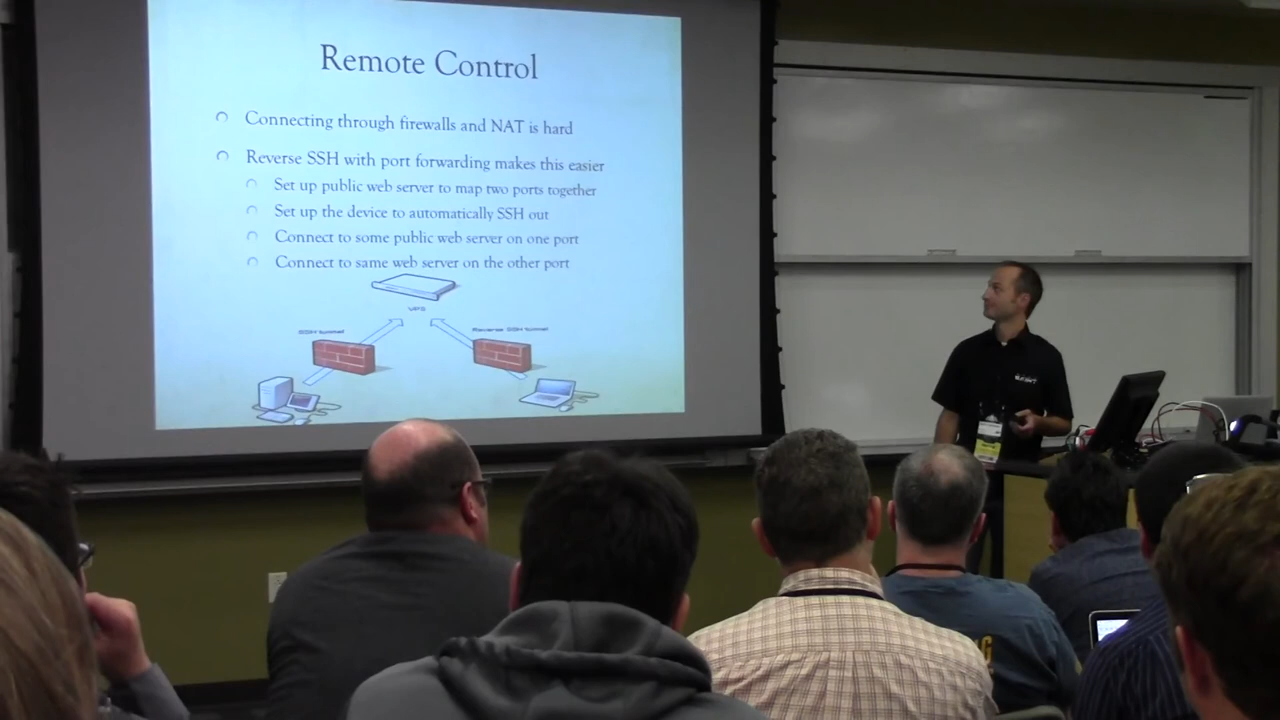 Remote Control
Connecting through firewalls and NAT is hard
Reverse SSH with port forwarding makes this easier
Set up public web server to map two ports together
Set up the device to automatically SSH out
Connect to some public web server on one port
Connect to same web server on the other port
VPS
SSH tunnel
Reverse SSH tunnel